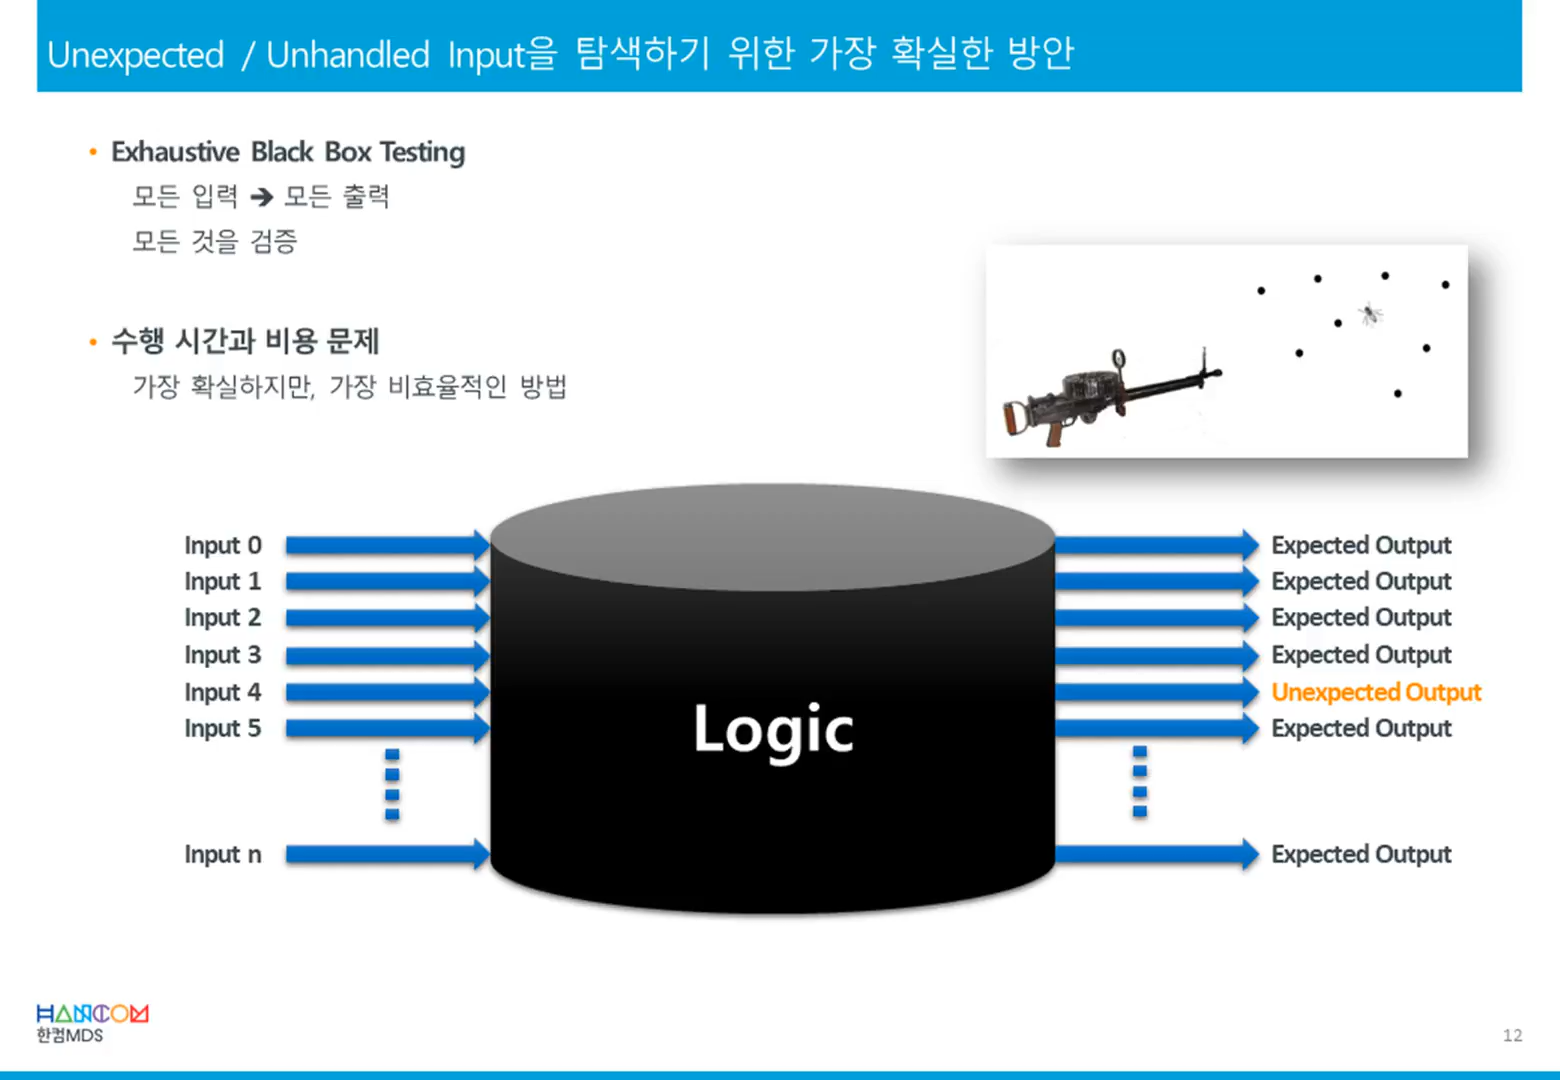 Unexpected / Unhandled Input을 탐색하기 위한 가장 확실한 방안
• Exhaustive Black Box Testing
모든 입력 ➔ 모든 출력
모든 것을 검증
• 수행 시간과 비용 문제
가장 확실하지만, 가장 비효율적인 방법
Input 0
Expected Output
Input 1
Expected Output
Input 2
Expected Output
Input 3
Expected Output
Input 4
Unexpected Output
Input 5
Expected Output
Logic
Input n
Expected Output
HANCOM
한컴MDS
12